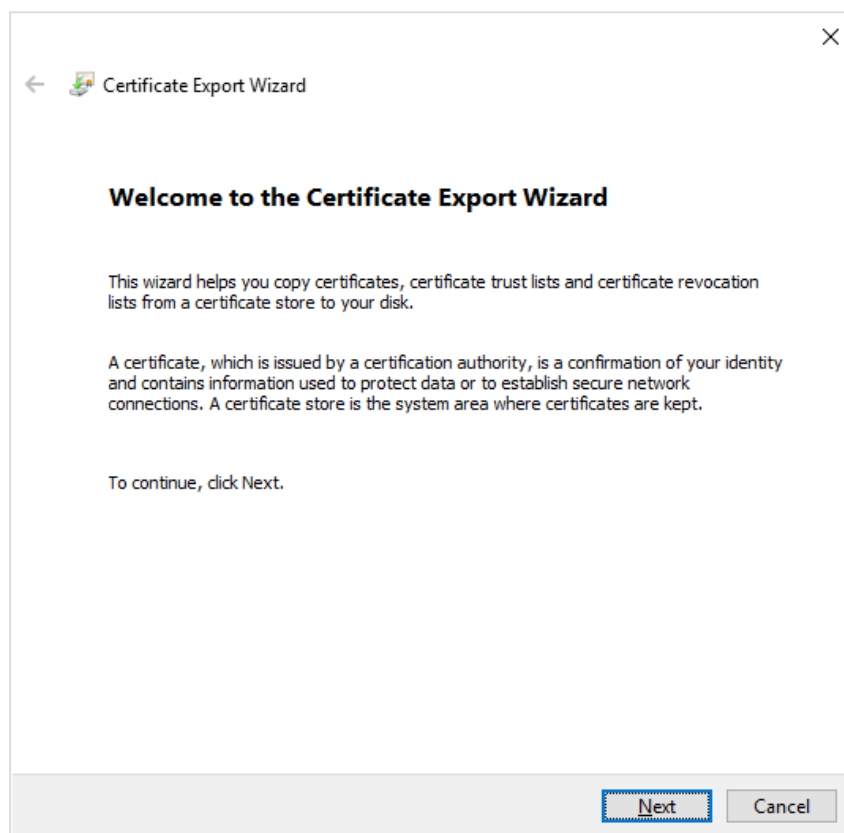 Certificate Export Wizard
Welcome to the Certificate Export Wizard
This wizard helps you copy certificates, certificate trust lists and certificate revocation
lists from a certificate store to your disk.
A certificate, which is issued by a certification authority, is a confirmation of your identity
and contains information used to protect data or to establish secure network
connections. A certificate store is the system area where certificates are kept.
To continue, click Next.
Next Cancel